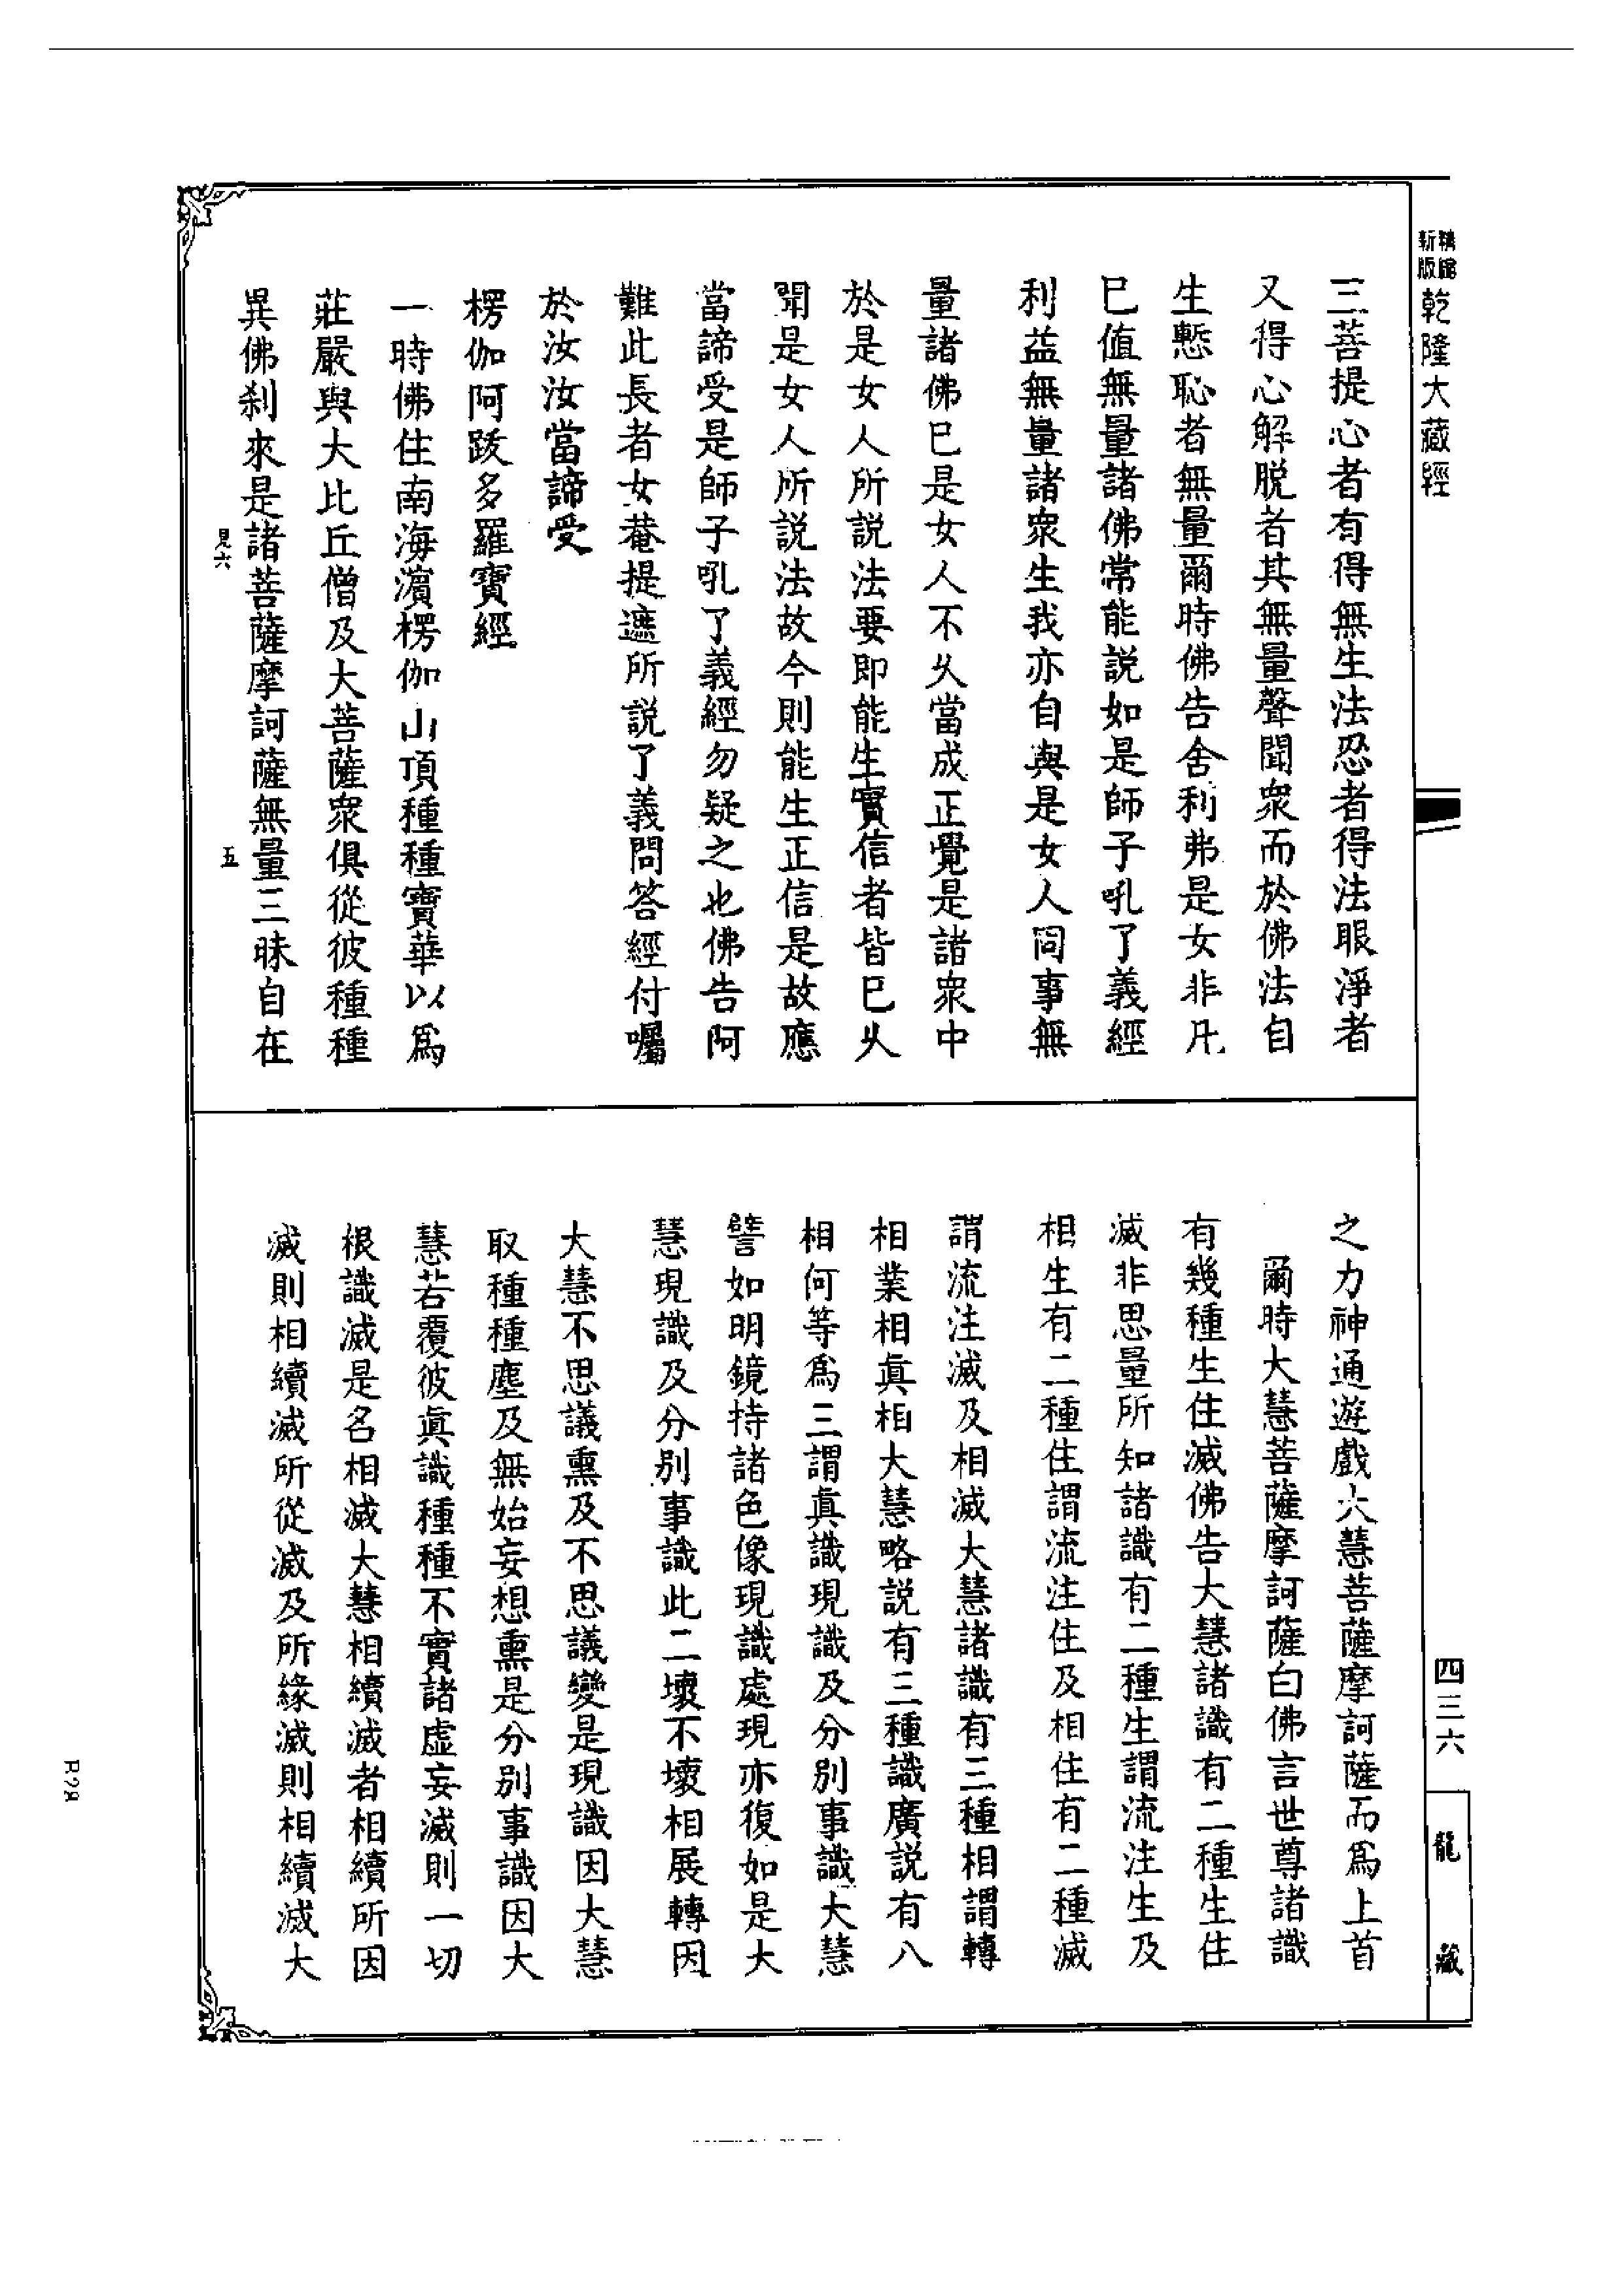 新版
精縮
乾隆大藏經
三菩提心者有得無生法忍者得法眼淨者
又得心解脱者其無量聲聞衆而於佛法自
生慙恥者無量爾時佛告舍利弗是女非凡
已值無量諸佛常能説如是師子吼了義經
利益無量諸衆生我亦自與是女人同事無
量諸佛已是女人不久當成正覺是諸衆中
於是女人所説法要即能生實信者皆已久
聞是女人所説法故今則能生正信是故應
當諦受是師子吼了義經勿疑之也佛告阿
難此長者女菴提遮所説了義問答經付囑
於汝汝當諦受
楞伽阿跋多羅寶經
一時佛住南海濱楞伽山頂種種寶華以爲
莊嚴與大比丘僧及大菩薩衆俱從彼種種
異佛刹來是諸菩薩摩訶薩無量三昧自在
見六
五
之力神通遊戲大慧菩薩摩訶薩而爲上首
爾時大慧菩薩摩訶薩白佛言世尊諸識
有幾種生住滅佛告大慧諸識有二種生住
滅非思量所知諸識有二種生謂流注生及
相生有二種住謂流注住及相住有二種滅
謂流注滅及相滅大慧諸識有三種相謂轉
相業相眞相大慧略説有三種識廣説有八
相何等爲三謂眞識現識及分別事識大慧
譬如明鏡持諸色像現識處現亦復如是大
慧現識及分別事識此二壞不壞相展轉因
大慧不思議熏及不思議變是現識因大慧
取種種塵及無始妄想熏是分別事識因大
慧若覆彼眞識種種不實諸虚妄滅則一切
根識滅是名相滅大慧相續滅者相續所因
滅則相續滅所從滅及所緣滅則相續滅大
四三六
龍藏